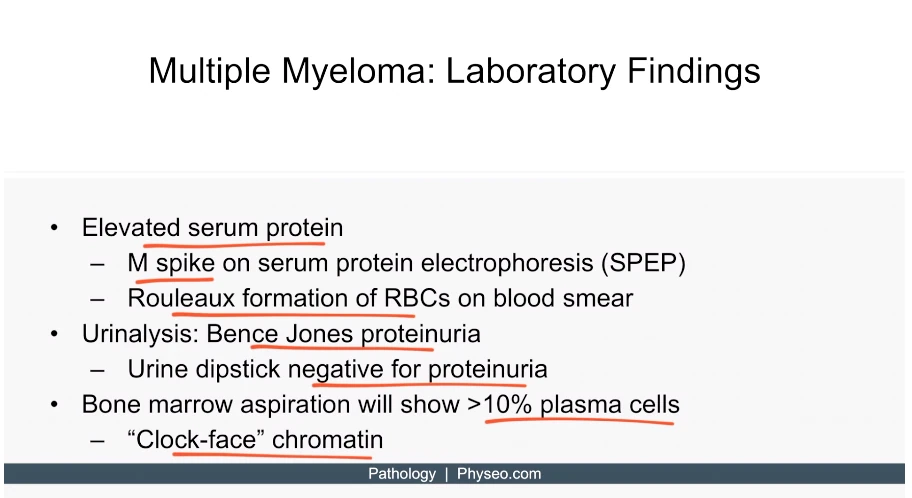 Multiple Myeloma: Laboratory Findings
• Elevated serum protein
– M spike on serum protein electrophoresis (SPEP)
– Rouleaux formation of RBCs on blood smear
• Urinalysis: Bence Jones proteinuria
– Urine dipstick negative for proteinuria
• Bone marrow aspiration will show >10% plasma cells
– “Clock-face” chromatin
Pathology | Physeo.com